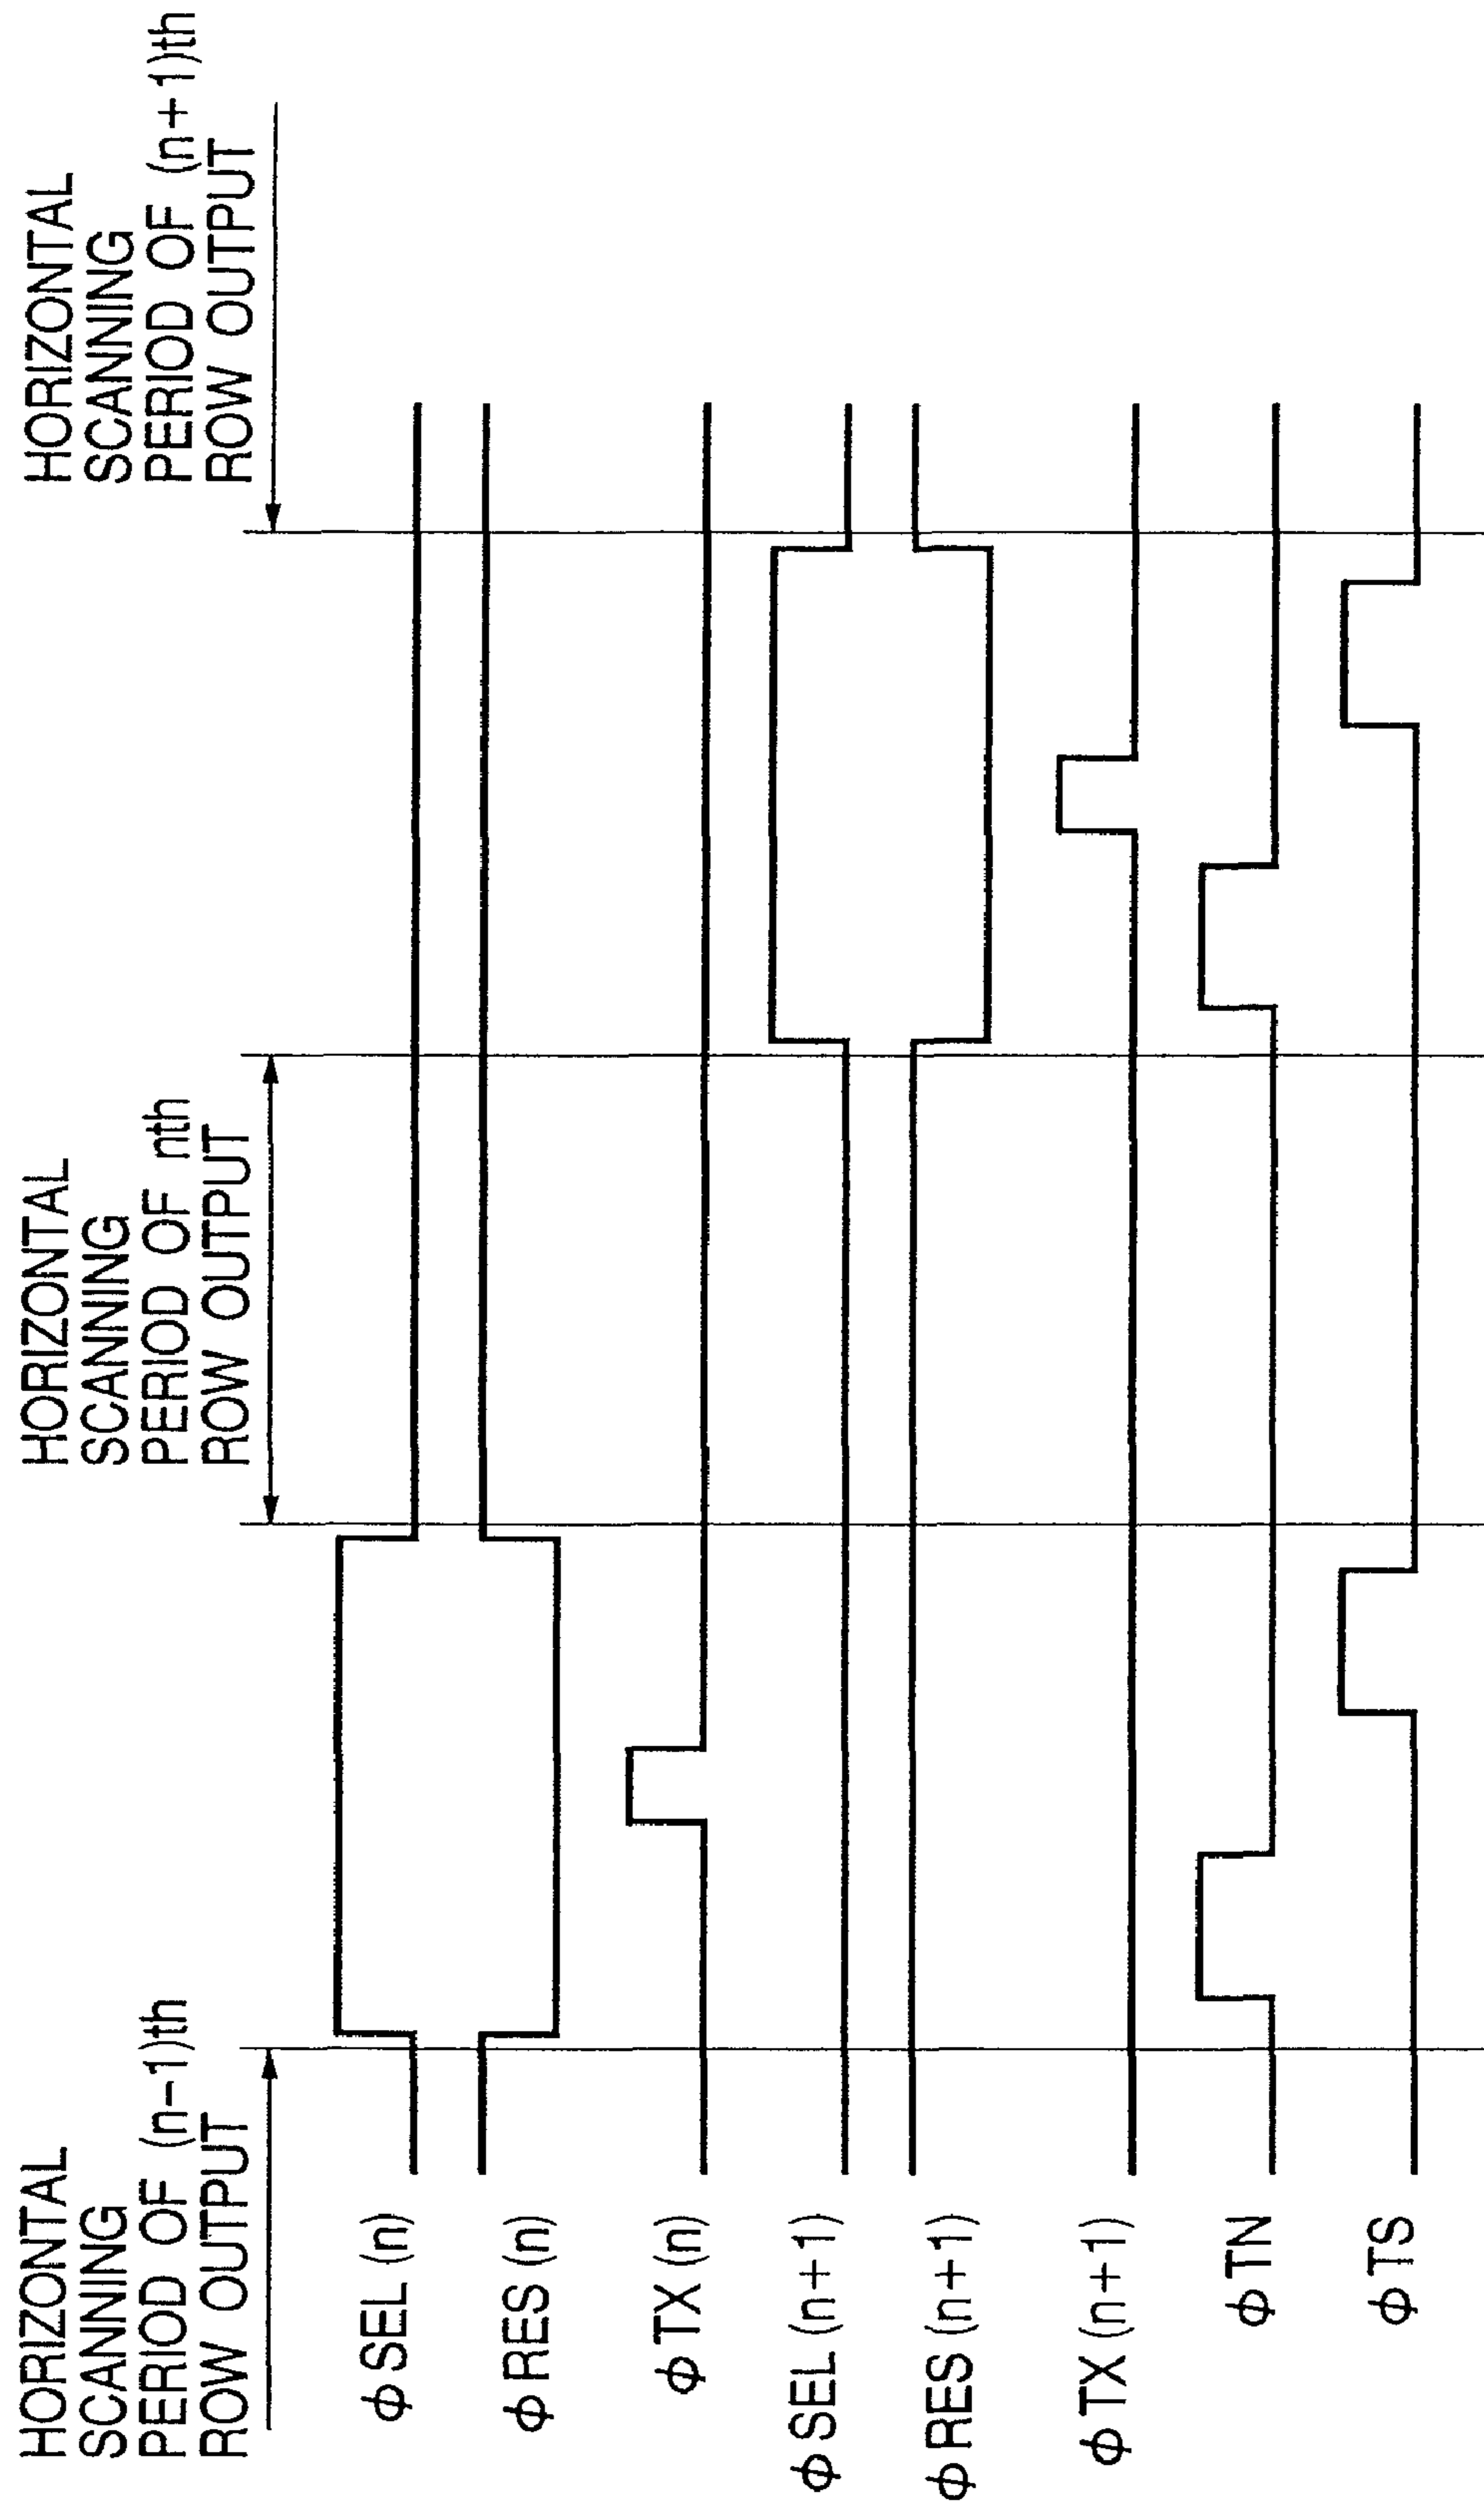 HORIZONTAL
SCANNING
PERIOD OF (n-1)th
ROW OUTPUT
HORIZONTAL
SCANNING
PERIOD OF nth
ROW OUTPUT
HORIZONTAL
SCANNING
PERIOD OF (n+1)th
ROW OUTPUT
φSEL(n)
φRES(n)
φTX(n)
φSEL(n+1)
φRES(n+1)
φTX(n+1)
φTN
φTS